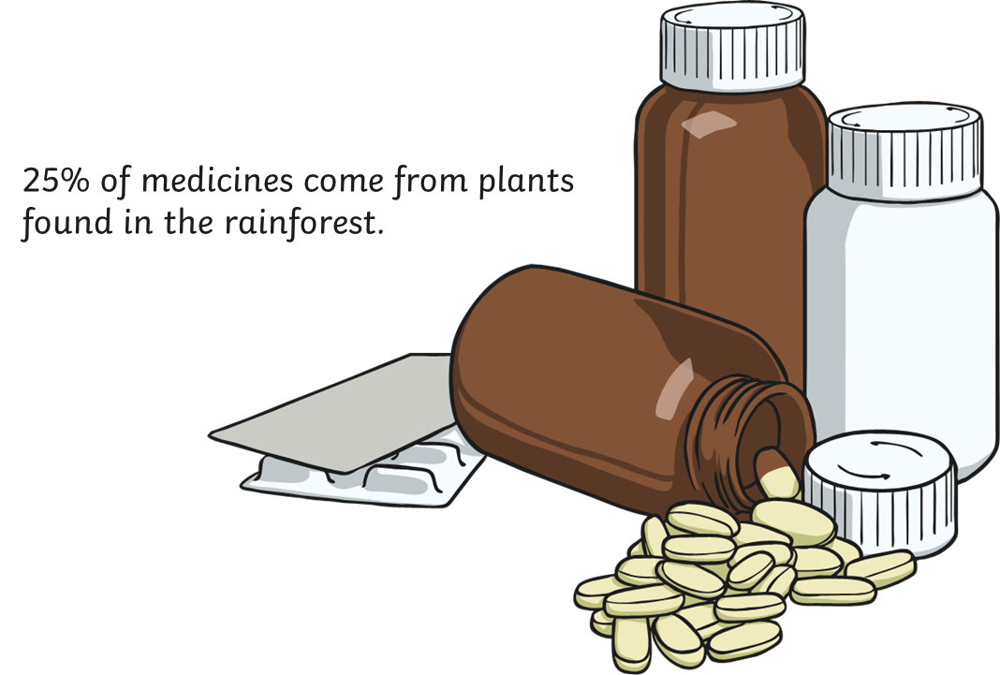 25% of medicines come from plants
found in the rainforest.